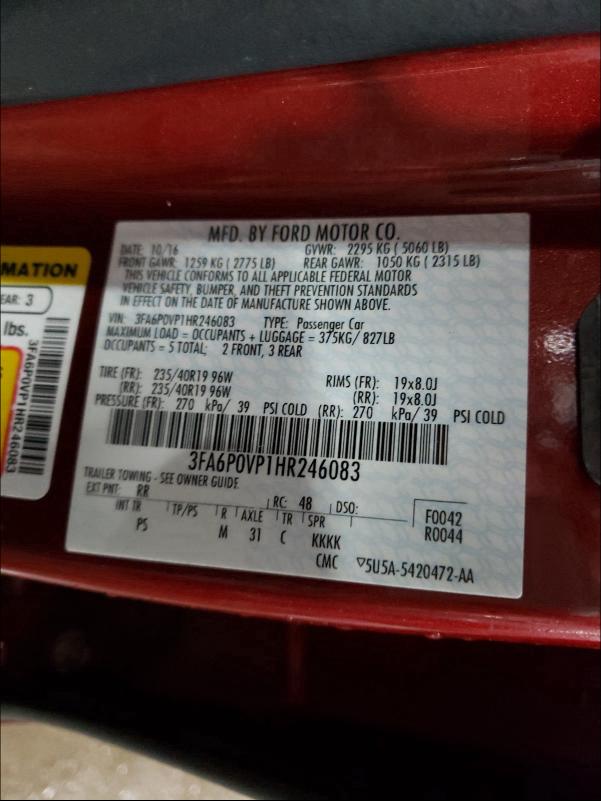 MFD. BY FORD MOTOR CO.
DATE: 10/16 GVWR: 2295 KG ( 5060 LB)
FRONT GAWR: 1259 KG ( 2775 LB) REAR GAWR: 1050 KG ( 2315 LB)
THIS VEHICLE CONFORMS TO ALL APPLICABLE FEDERAL MOTOR
VEHICLE SAFETY, BUMPER, AND THEFT PREVENTION STANDARDS
IN EFFECT ON THE DATE OF MANUFACTURE SHOWN ABOVE.
VIN: 3FA6P0VP1HR246083 TYPE: Passenger Car
MAXIMUM LOAD = OCCUPANTS + LUGGAGE = 375KG/ 827LB
OCCUPANTS = 5 TOTAL: 2 FRONT, 3 REAR
TIRE (FR): 235/40R19 96W RIMS (FR): 19x8.0J
(RR): 235/40R19 96W (RR): 19x8.0J
PRESSURE (FR): 270 kPa/ 39 PSI COLD (RR): 270 kPa/ 39 PSI COLD
3FA6P0VP1HR246083
TRAILER TOWING - SEE OWNER GUIDE
EXT PNT: RR RC: 48 DSO:
INT TR TP/PS R AXLE TR SPR F0042
PS M 31 C KKKK R0044
CMC ▽5U5A-5420472-AA
MATION
EAR: 3
lbs.
3FA6P0VP1HR246083